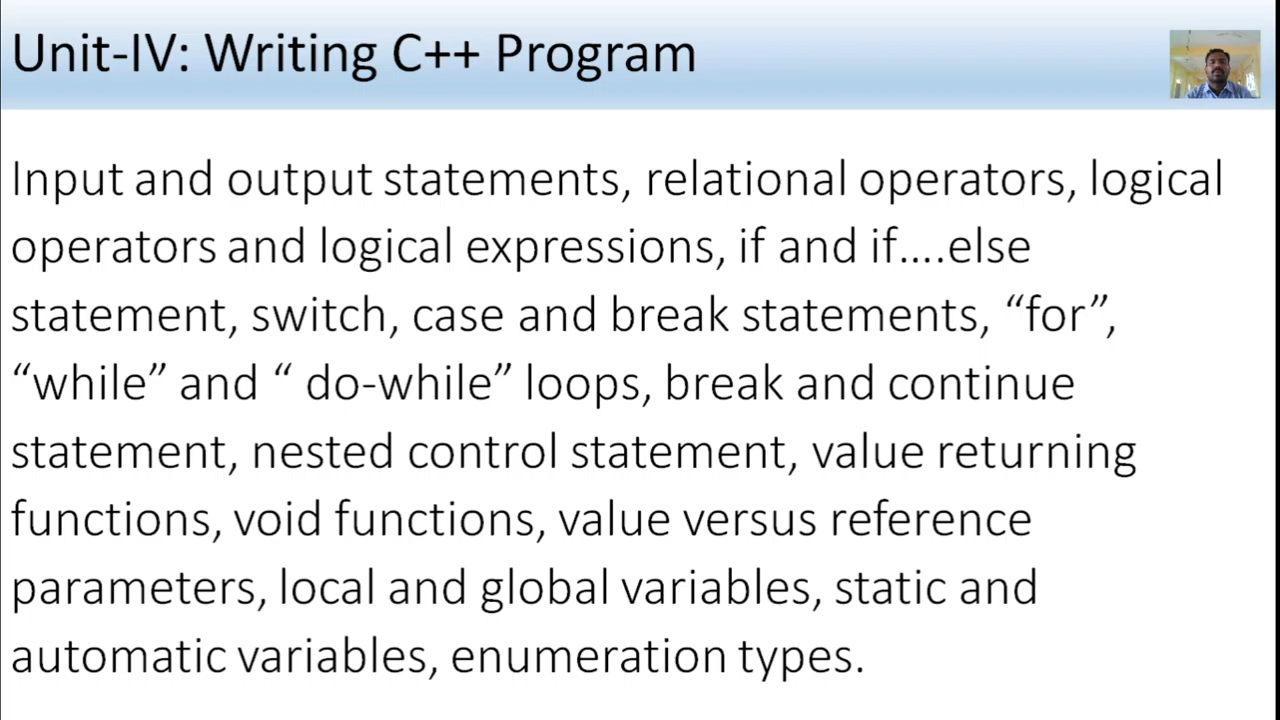 Unit-IV: Writing C++ Program
Input and output statements, relational operators, logical
operators and logical expressions, if and if....else
statement, switch, case and break statements, “for”,
“while” and “ do-while” loops, break and continue
statement, nested control statement, value returning
functions, void functions, value versus reference
parameters, local and global variables, static and
automatic variables, enumeration types.